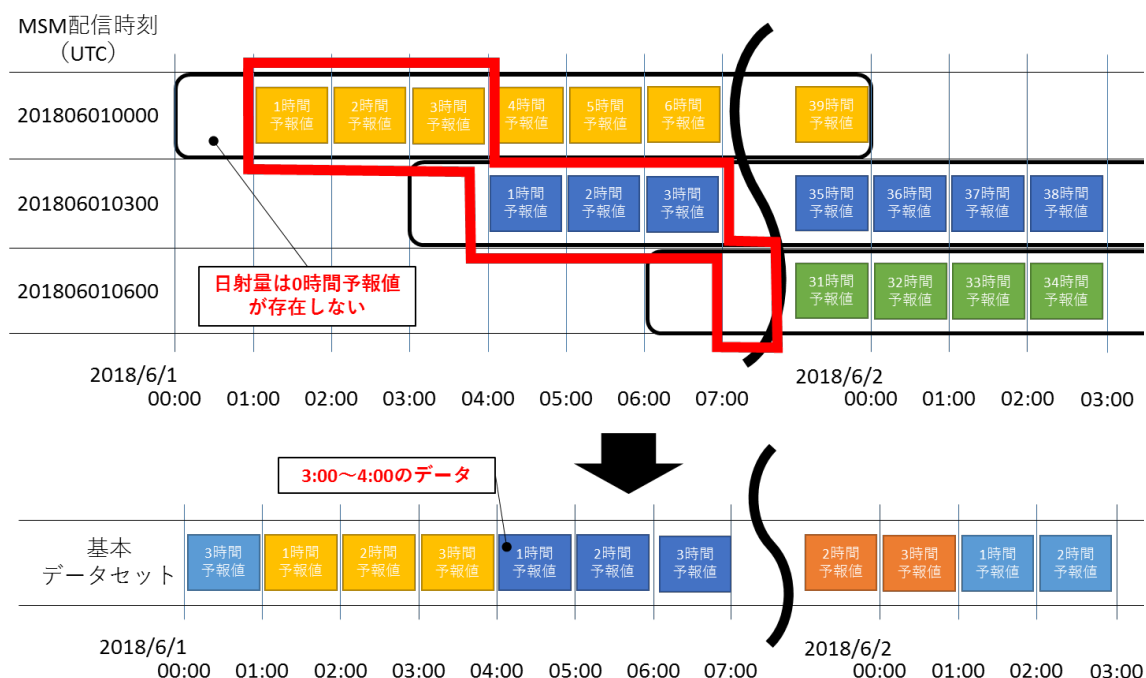 MSM配信時刻
(UTC)
201806010000
1時間
予報値
2時間
予報値
3時間
予報値
4時間
予報値
5時間
予報値
6時間
予報値
39時間
予報値
201806010300
1時間
予報値
2時間
予報値
3時間
予報値
35時間
予報値
36時間
予報値
37時間
予報値
38時間
予報値
201806010600
日射量は0時間予報値
が存在しない
31時間
予報値
32時間
予報値
33時間
予報値
34時間
予報値
2018/6/1
2018/6/2
00:00 01:00 02:00 03:00 04:00 05:00 06:00 07:00 00:00 01:00 02:00 03:00
3:00～4:00のデータ
基本
データセット
3時間
予報値
1時間
予報値
2時間
予報値
3時間
予報値
1時間
予報値
2時間
予報値
3時間
予報値
2時間
予報値
3時間
予報値
1時間
予報値
2時間
予報値
2018/6/1
2018/6/2
00:00 01:00 02:00 03:00 04:00 05:00 06:00 07:00 00:00 01:00 02:00 03:00